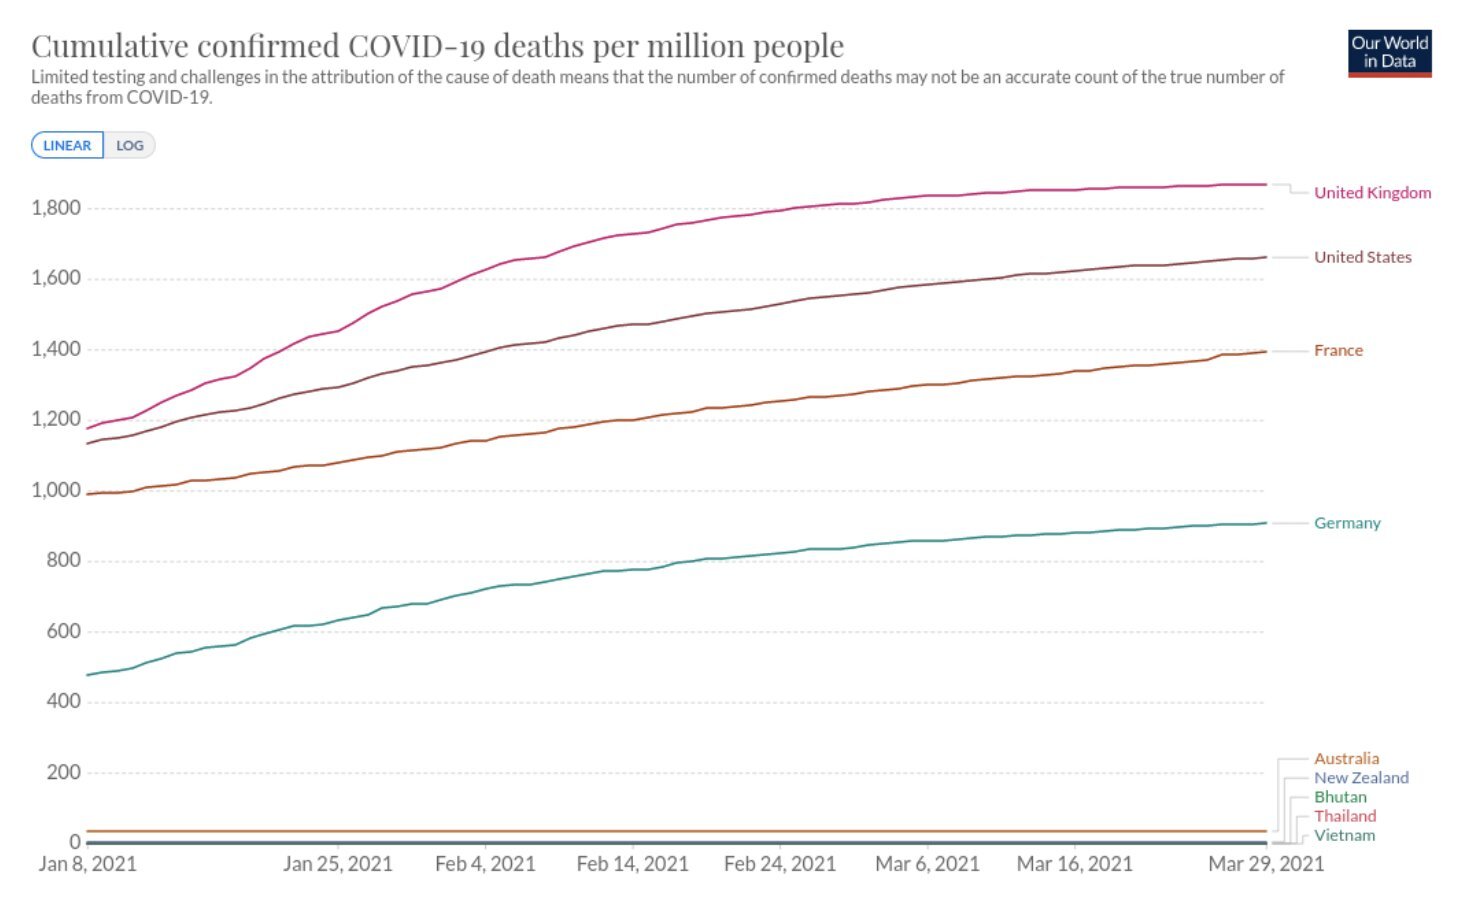 Cumulative confirmed COVID-19 deaths per million people
Our World
in Data
Limited testing and challenges in the attribution of the cause of death means that the number of confirmed deaths may not be an accurate count of the true number of
deaths from COVID-19.
LINEAR LOG
1,800
United Kingdom
1,600
United States
1,400
France
1,200
1,000
Germany
800
600
400
200
Australia
New Zealand
Bhutan
Thailand
Vietnam
0
Jan 8, 2021 Jan 25, 2021 Feb 4, 2021 Feb 14, 2021 Feb 24, 2021 Mar 6, 2021 Mar 16, 2021 Mar 29, 2021